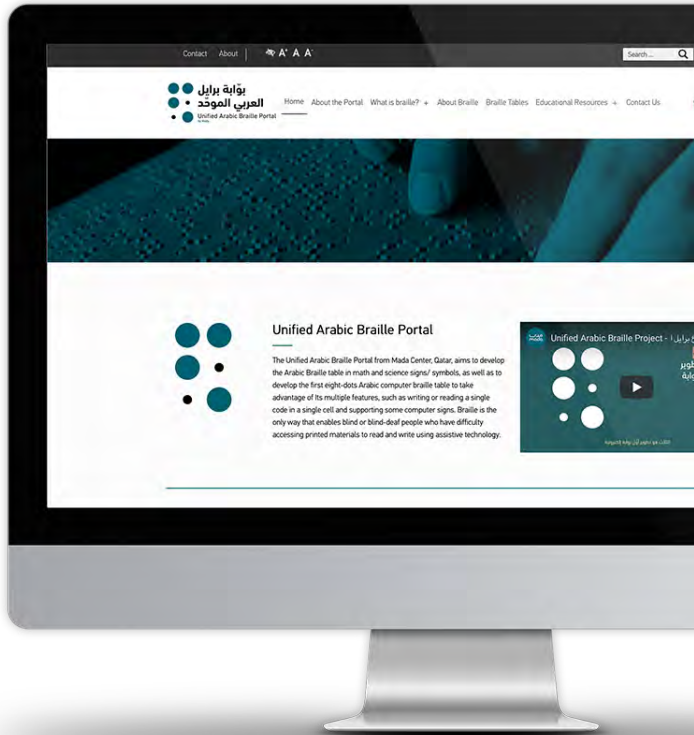 Contact About A+ A A-
Search...
بوّابة برايل
العربي الموحّد
Unified Arabic Braille Portal
Home About the Portal What is braille? + About Braille Braille Tables Educational Resources + Contact Us
Unified Arabic Braille Portal
The Unified Arabic Braille Portal from Mada Center, Qatar, aims to develop
the Arabic Braille table in math and science signs/ symbols, as well as to
develop the first eight-dots Arabic computer braille table to take
advantage of its multiple features, such as writing or reading a single
code in a single cell and supporting some computer signs. Braille is the
only way that enables blind or blind-deaf people who have difficulty
accessing printed materials to read and write using assistive technology.
مدى
mada
Unified Arabic Braille Project - برايل ا